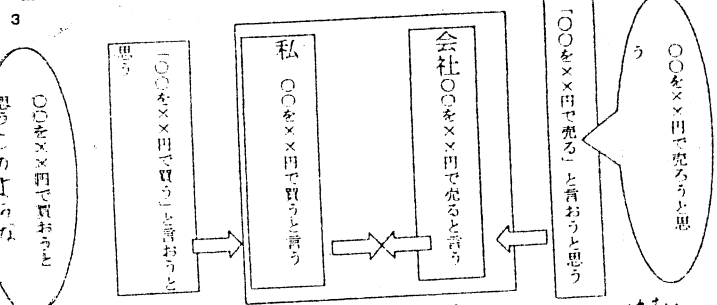 3
○○を××円で売ろうと思
う
「○○を××円で売る」と言おうと思う
会社 ○○を××円で売ると言う
私 ○○を××円で買うと言う
「○○を××円で買う」と言おうと
思う
○○を××円で買おうと
思う